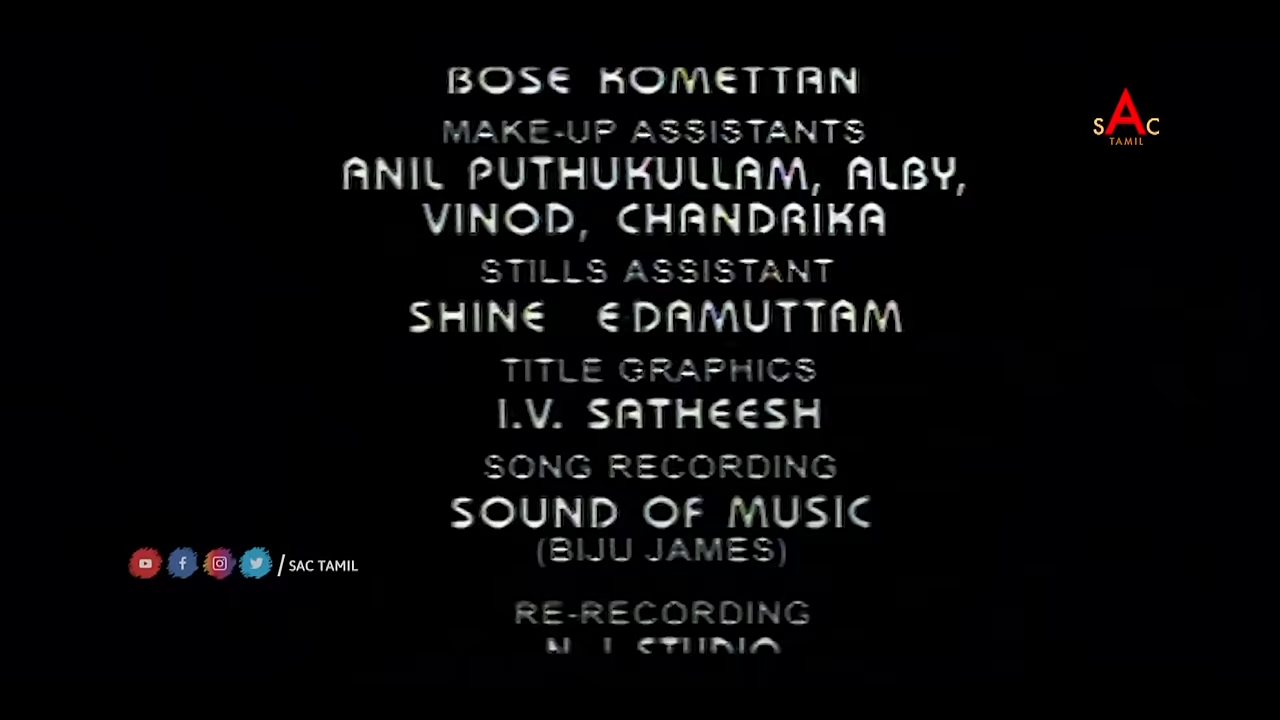 BOSE KOMETTAN
MAKE-UP ASSISTANTS
ANIL PUTHUKULLAM, ALBY,
VINOD, CHANDRIKA
STILLS ASSISTANT
SHINE EDAMUTTAM
TITLE GRAPHICS
I.V. SATHEESH
SONG RECORDING
SOUND OF MUSIC
(BIJU JAMES)
RE-RECORDING
STUDIO
SAC
TAMIL
/ SAC TAMIL